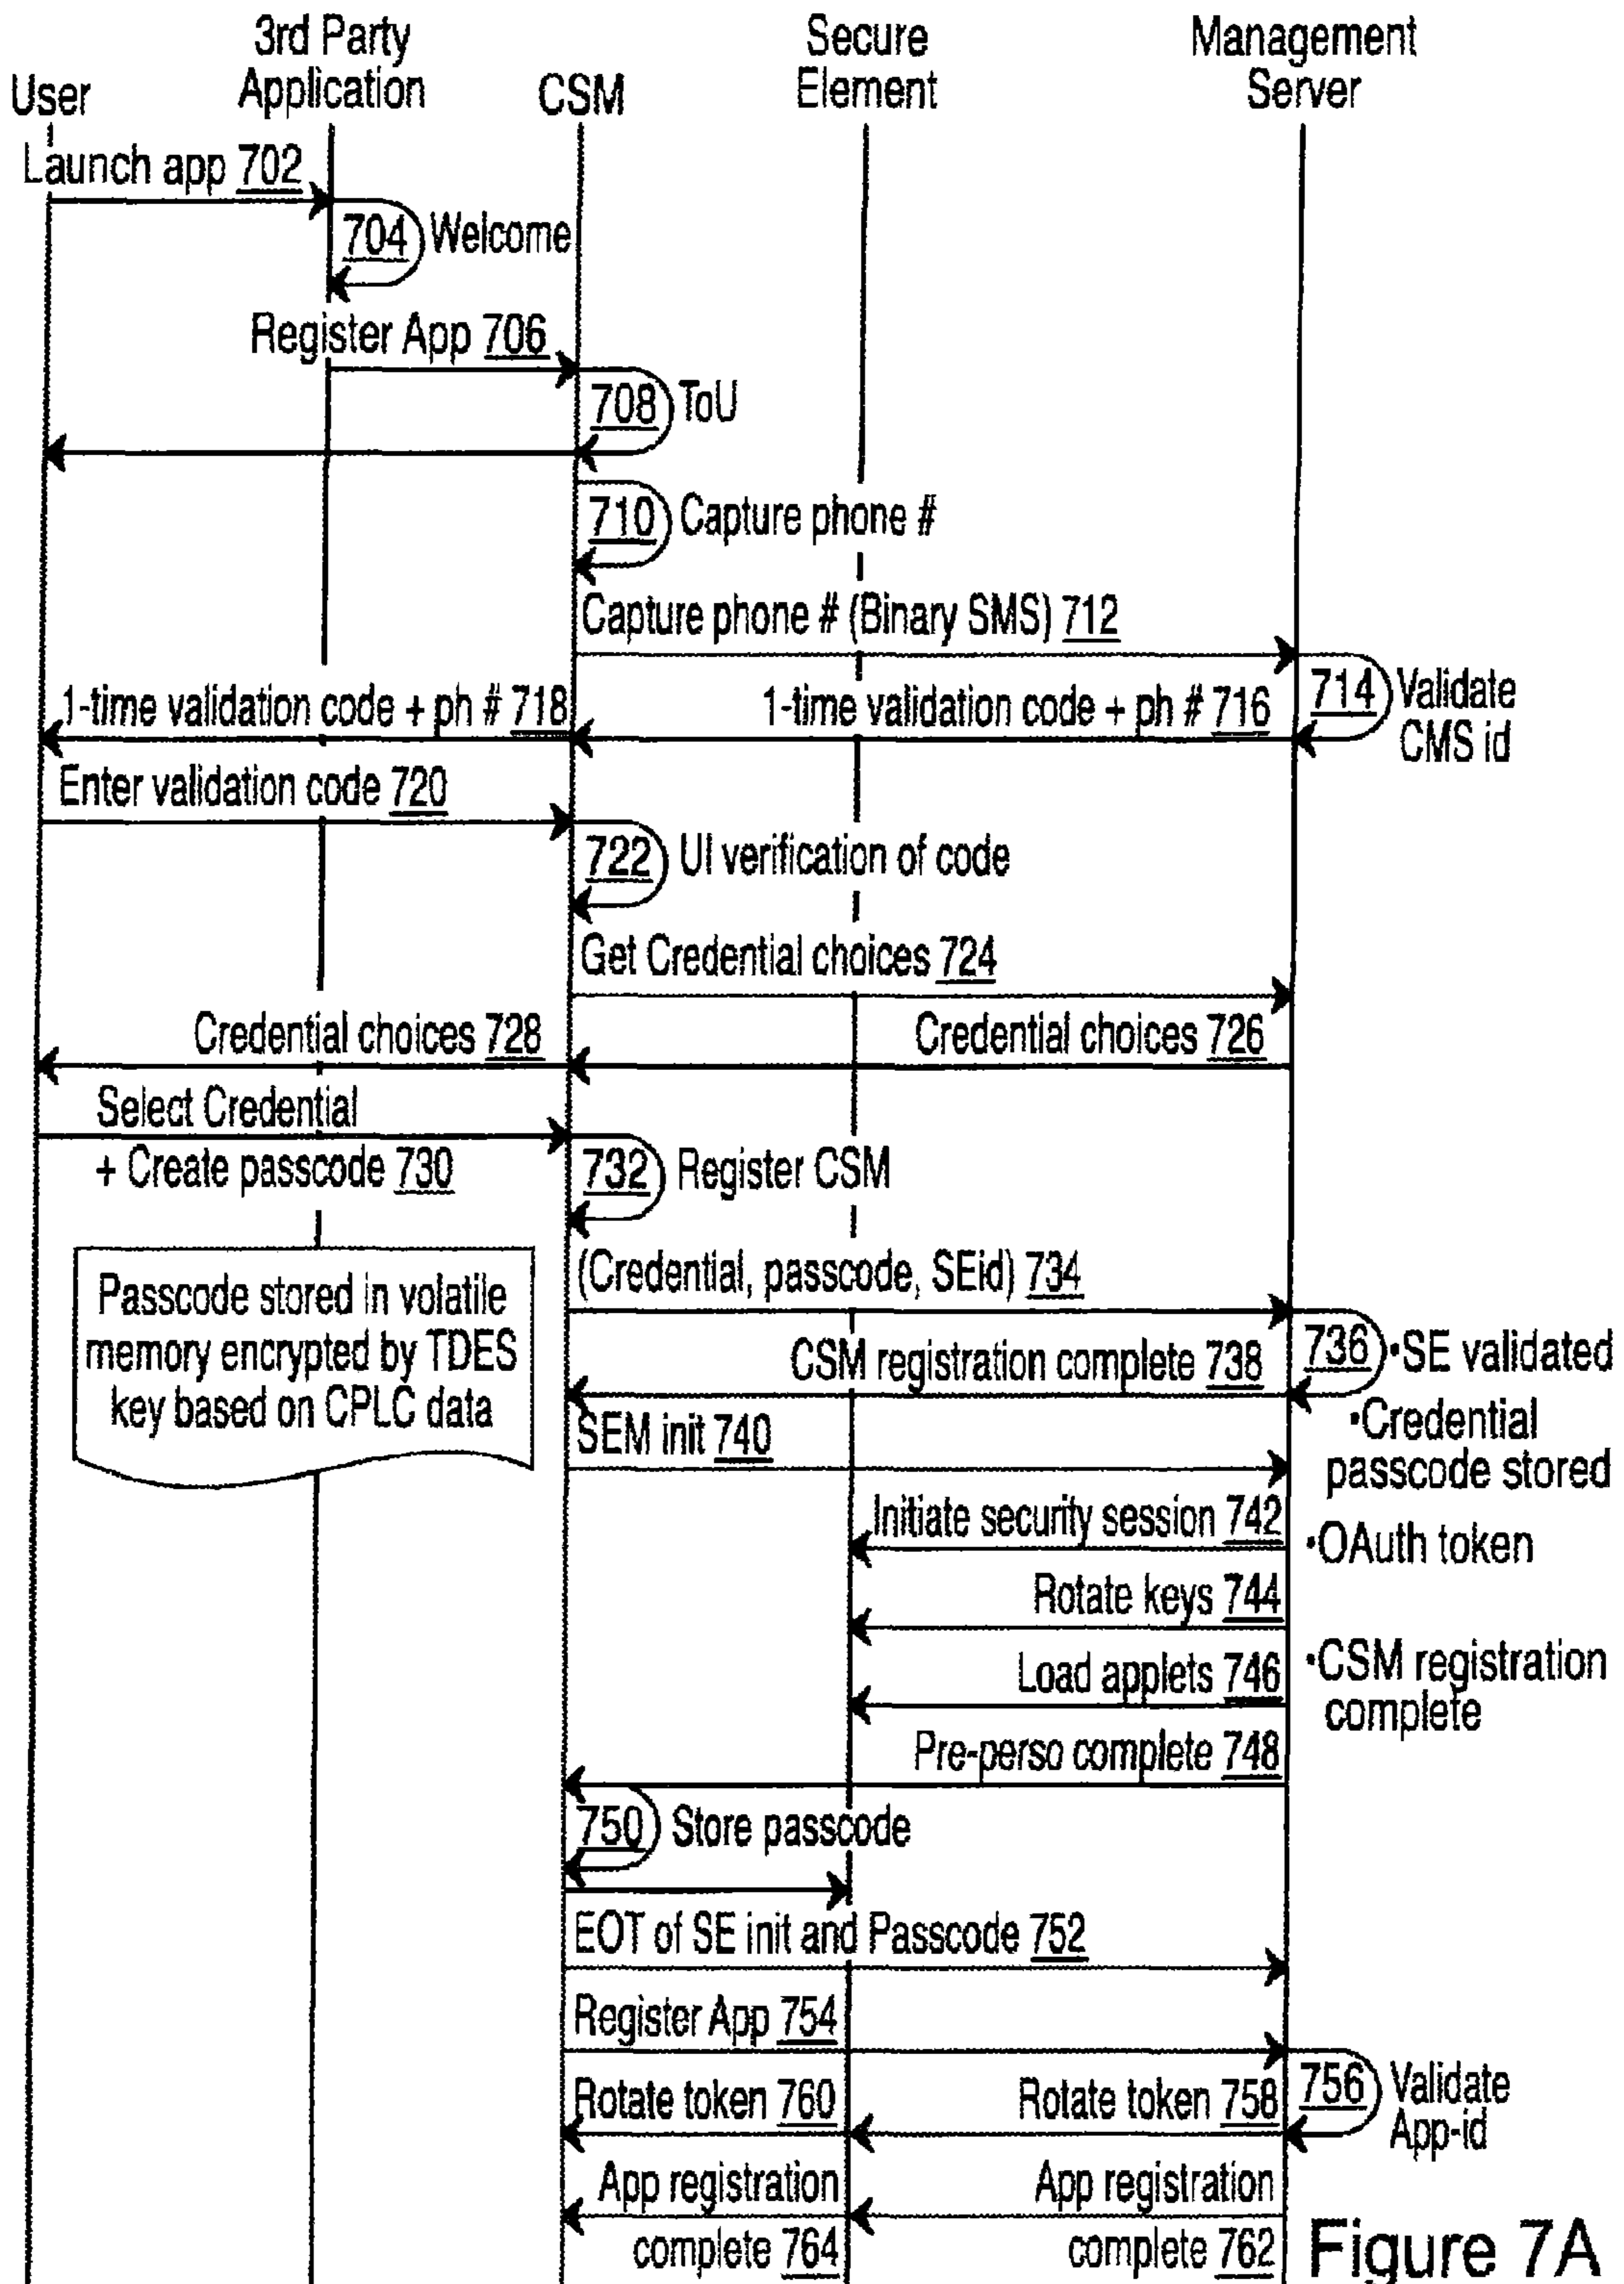 3rd Party
Application
Secure
Element
Management
Server
User
CSM
Launch app 702
704 Welcome
Register App 706
708 ToU
710 Capture phone #
Capture phone # (Binary SMS) 712
714 Validate
CMS id
1-time validation code + ph # 718
1-time validation code + ph # 716
Enter validation code 720
722 UI verification of code
Get Credential choices 724
Credential choices 728
Credential choices 726
Select Credential
+ Create passcode 730
732 Register CSM
Passcode stored in volatile
memory encrypted by TDES
key based on CPLC data
(Credential, passcode, SEid) 734
736 •SE validated
CSM registration complete 738
•Credential
passcode stored
SEM init 740
Initiate security session 742
•OAuth token
Rotate keys 744
Load applets 746
•CSM registration
complete
Pre-perso complete 748
750 Store passcode
EOT of SE init and Passcode 752
Register App 754
756 Validate
App-id
Rotate token 760
Rotate token 758
App registration
complete 764
App registration
complete 762
Figure 7A